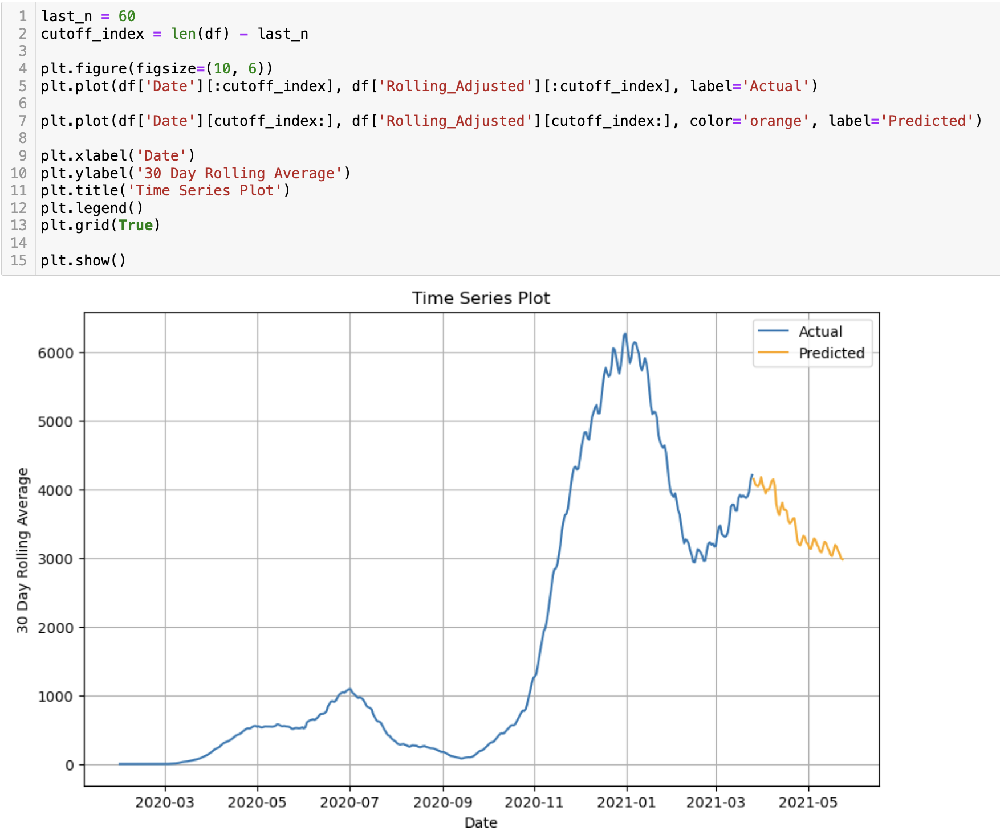 1 last_n = 60
2 cutoff_index = len(df) - last_n
3
4 plt.figure(figsize=(10, 6))
5 plt.plot(df['Date'][:cutoff_index], df['Rolling_Adjusted'][:cutoff_index], label='Actual')
6
7 plt.plot(df['Date'][cutoff_index:], df['Rolling_Adjusted'][cutoff_index:], color='orange', label='Predicted')
8
9 plt.xlabel('Date')
10 plt.ylabel('30 Day Rolling Average')
11 plt.title('Time Series Plot')
12 plt.legend()
13 plt.grid(True)
14
15 plt.show()
Time Series Plot
Actual
Predicted
6000
5000
4000
3000
2000
1000
0
30 Day Rolling Average
2020-03 2020-05 2020-07 2020-09 2020-11 2021-01 2021-03 2021-05
Date